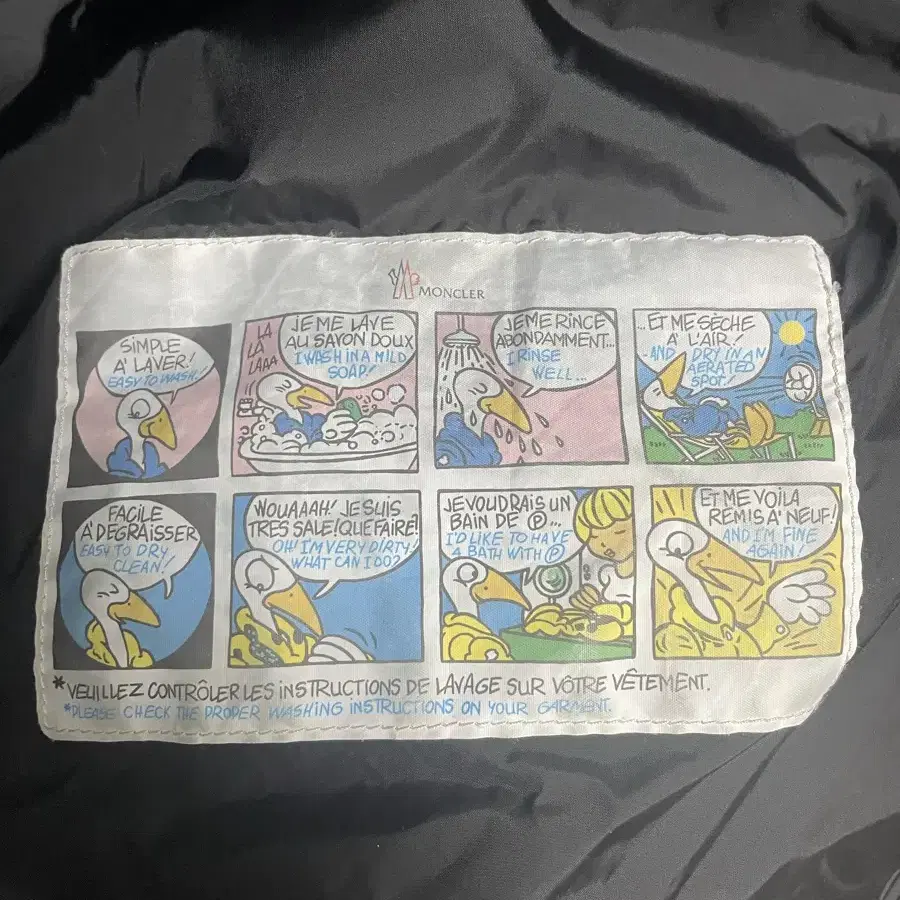 MONCLER
SIMPLE
A' LAVER!
EASY TO WASH!
LA
LA
LAAA
JE ME LAVE
AU SAVON DOUX
I WASH IN A MILD
SOAP!
JE ME RINCE
ABONDAMMENT...
I RINSE
WELL...
...ET ME SÈCHE
A' L'AIR!
AND I DRY IN AN
AERATED
SPOT!
FACILE
A' DEGRAISSER
EASY TO DRY
CLEAN!
WOUAAAH! JE SUIS
TRES SALE! QUE FAIRE?
OH! I'M VERY DIRTY!
WHAT CAN I DO?
JE VOUDRAIS UN
BAIN DE Ⓟ...
I'D LIKE TO HAVE
A BATH WITH Ⓟ
ET ME VOILA
REMIS A' NEUF!
AND I'M FINE
AGAIN!
*VEUILLEZ CONTRÔLER LES INSTRUCTIONS DE LAVAGE SUR VÔTRE VÊTEMENT.
*PLEASE CHECK THE PROPER WASHING INSTRUCTIONS ON YOUR GARMENT.